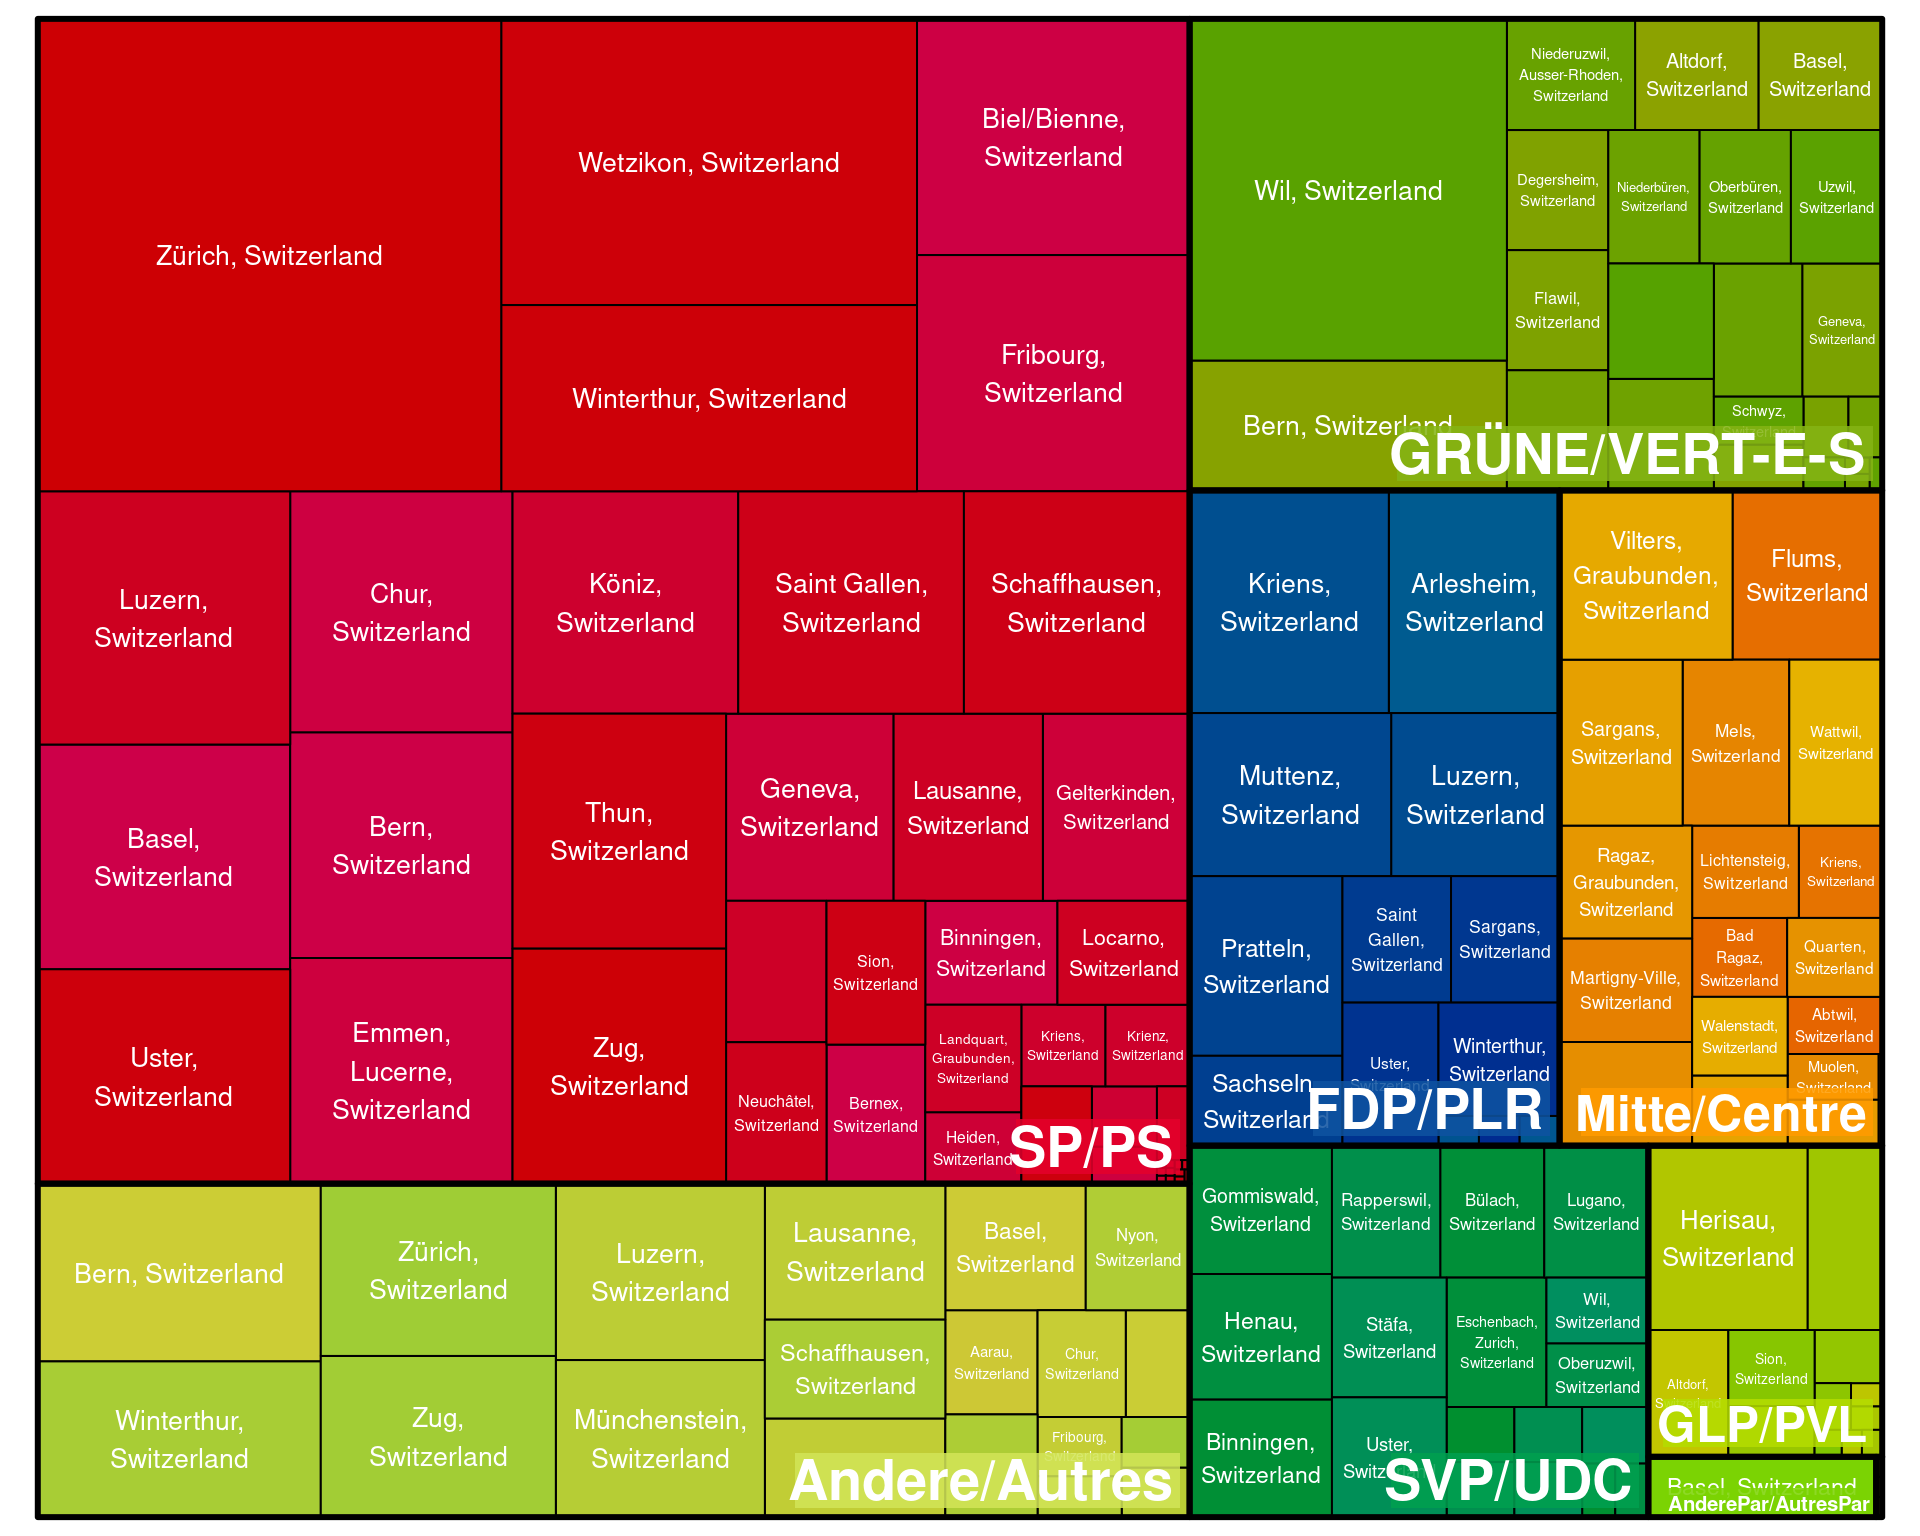 Zürich, Switzerland
Wetzikon, Switzerland
Winterthur, Switzerland
Biel/Bienne,
Switzerland
Fribourg,
Switzerland
Luzern,
Switzerland
Basel,
Switzerland
Uster,
Switzerland
Chur,
Switzerland
Bern,
Switzerland
Emmen,
Lucerne,
Switzerland
Köniz,
Switzerland
Saint Gallen,
Switzerland
Schaffhausen,
Switzerland
Thun,
Switzerland
Zug,
Switzerland
Geneva,
Switzerland
Lausanne,
Switzerland
Gelterkinden,
Switzerland
Neuchâtel,
Switzerland
Sion,
Switzerland
Bernex,
Switzerland
Binningen,
Switzerland
Locarno,
Switzerland
Landquart,
Graubunden,
Switzerland
Heiden,
Switzerland
Kriens,
Switzerland
Krienz,
Switzerland
SP/PS
Bern, Switzerland
Winterthur,
Switzerland
Zürich,
Switzerland
Zug,
Switzerland
Luzern,
Switzerland
Münchenstein,
Switzerland
Lausanne,
Switzerland
Schaffhausen,
Switzerland
Basel,
Switzerland
Nyon,
Switzerland
Aarau,
Switzerland
Chur,
Switzerland
Fribourg,
Switzerland
Andere/Autres
Wil, Switzerland
Bern, Switzerland
Niederuzwil,
Ausser-Rhoden,
Switzerland
Altdorf,
Switzerland
Basel,
Switzerland
Degersheim,
Switzerland
Niederbüren,
Switzerland
Oberbüren,
Switzerland
Uzwil,
Switzerland
Flawil,
Switzerland
Geneva,
Switzerland
Schwyz,
Switzerland
GRÜNE/VERT-E-S
Kriens,
Switzerland
Arlesheim,
Switzerland
Muttenz,
Switzerland
Luzern,
Switzerland
Pratteln,
Switzerland
Sachseln,
Switzerland
Saint
Gallen,
Switzerland
Sargans,
Switzerland
Uster,
Switzerland
Winterthur,
Switzerland
FDP/PLR
Vilters,
Graubunden,
Switzerland
Flums,
Switzerland
Sargans,
Switzerland
Mels,
Switzerland
Wattwil,
Switzerland
Ragaz,
Graubunden,
Switzerland
Martigny-Ville,
Switzerland
Lichtensteig,
Switzerland
Kriens,
Switzerland
Bad
Ragaz,
Switzerland
Quarten,
Switzerland
Walenstadt,
Switzerland
Abtwil,
Switzerland
Muolen,
Switzerland
Mitte/Centre
Gommiswald,
Switzerland
Henau,
Switzerland
Binningen,
Switzerland
Rapperswil,
Switzerland
Bülach,
Switzerland
Lugano,
Switzerland
Stäfa,
Switzerland
Uster,
Switzerland
Eschenbach,
Zurich,
Switzerland
Wil,
Switzerland
Oberuzwil,
Switzerland
SVP/UDC
Herisau,
Switzerland
Altdorf,
Switzerland
Sion,
Switzerland
GLP/PVL
Basel, Switzerland
AnderePar/AutresPar